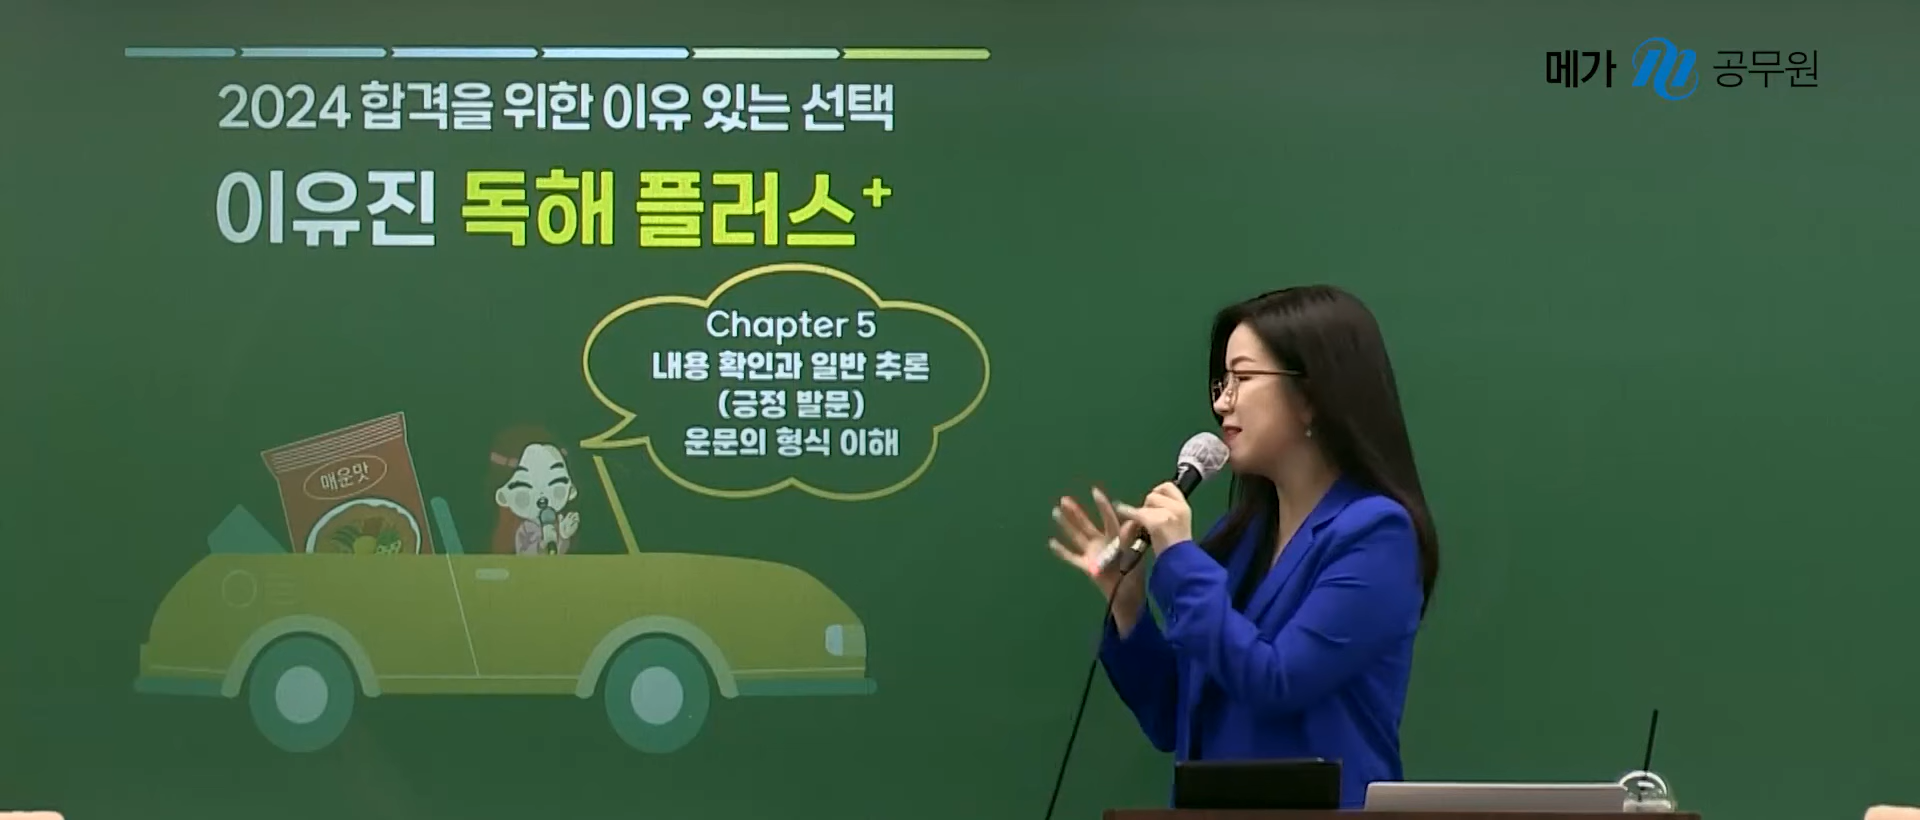 메가 공무원
2024 합격을 위한 이유 있는 선택
이유진 독해 플러스+
Chapter 5
내용 확인과 일반 추론
(긍정 발문)
운문의 형식 이해
매운맛